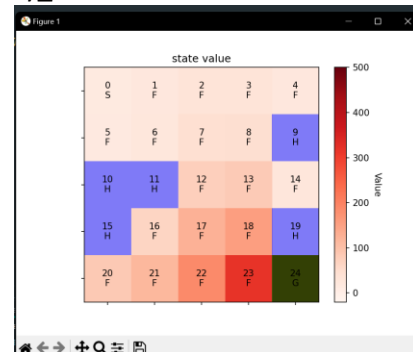 Figure 1
state value
0 1 2 3 4
S F F F F
5 6 7 8 9
F F F F H
10 11 12 13 14
H H F F F
15 16 17 18 19
H F F F H
20 21 22 23 24
F F F F G
500
400
300
200
100
0
Value